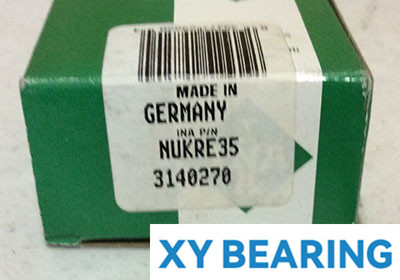 MADE IN
GERMANY
INA P/N
NUKRE35
3140270
XY BEARING